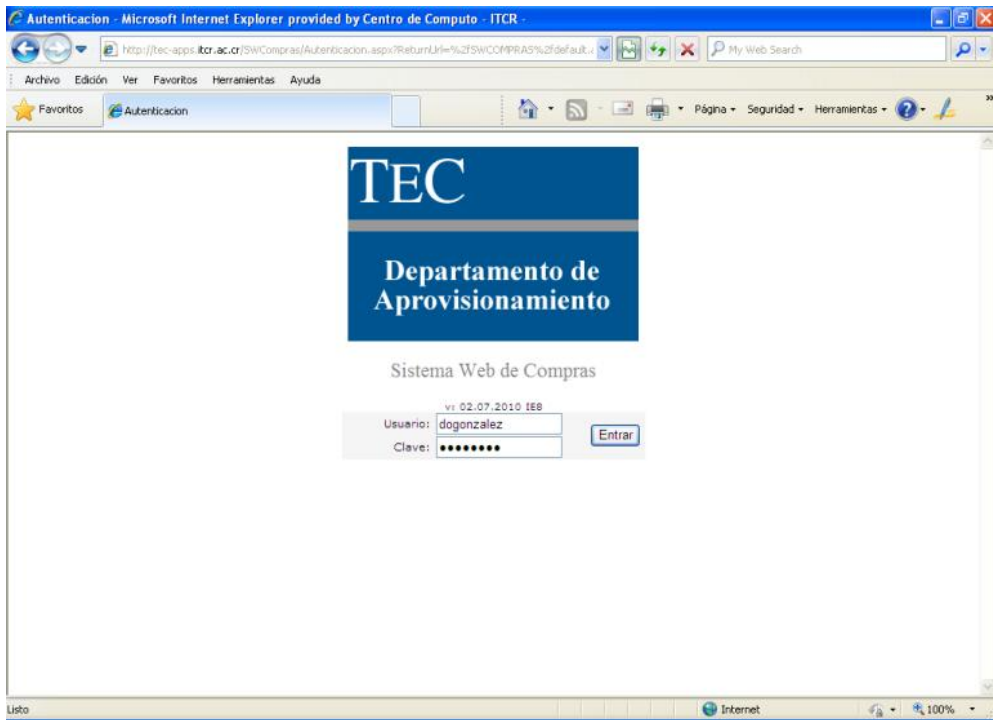 Autenticacion - Microsoft Internet Explorer provided by Centro de Computo - ITCR -
http://tec-apps.itcr.ac.cr/SWCompras/Autenticacion.aspx?ReturnUrl=%2fSWCOMPRAS%2fdefault.a
My Web Search
Archivo Edición Ver Favoritos Herramientas Ayuda
Favoritos Autenticacion Página Seguridad Herramientas
TEC
Departamento de
Aprovisionamiento
Sistema Web de Compras
v: 02.07.2010 IE8
Usuario: dogonzalez
Entrar
Clave: ••••••••
Listo Internet 100%